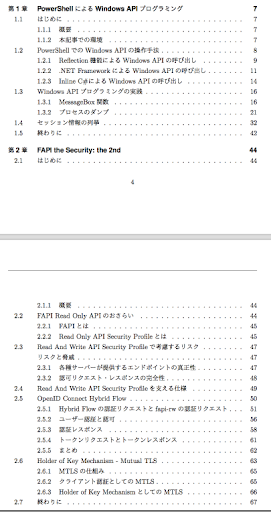 第1章 PowerShell による Windows API プログラミング 7
1.1 はじめに 7
1.1.1 概要 7
1.1.2 本記事での環境 7
1.2 PowerShell での Windows API の操作手法 8
1.2.1 Reflection 機能による Windows API の呼び出し 9
1.2.2 .NET Framework による Windows API の呼び出し 11
1.2.3 Inline C#による Windows API の呼び出し 14
1.3 Windows API プログラミングの実践 16
1.3.1 MessageBox 関数 16
1.3.2 プロセスのダンプ 21
1.4 セッション情報の列挙 32
1.5 終わりに 42
第2章 FAPI the Security: the 2nd 44
2.1 はじめに 44
4
2.1.1 概要 44
2.2 FAPI Read Only API のおさらい 44
2.2.1 FAPI とは 45
2.2.2 Read Only API Security Profile とは 45
2.3 Read And Write API Security Profile で考慮するリスク 47
リスクと脅威 47
2.3.1 各種サーバーが提供するエンドポイントの真正性 47
2.3.2 認可リクエスト・レスポンスの完全性 48
2.4 Read And Write API Security Profile を支える仕様 49
2.5 OpenID Connect Hybrid Flow 50
2.5.1 Hybrid Flow の認証リクエストと fapi-rw の認証リクエスト 51
2.5.2 ユーザー認証と認可 56
2.5.3 認証レスポンス 58
2.5.4 トークンリクエストとトークンレスポンス 61
2.5.5 まとめ 62
2.6 Holder of Key Mechanism – Mutual TLS 63
2.6.1 MTLS の仕組み 65
2.6.2 クライアント認証としての MTLS 65
2.6.3 Holder of Key Mechanism としての MTLS 66
2.7 終わりに 67